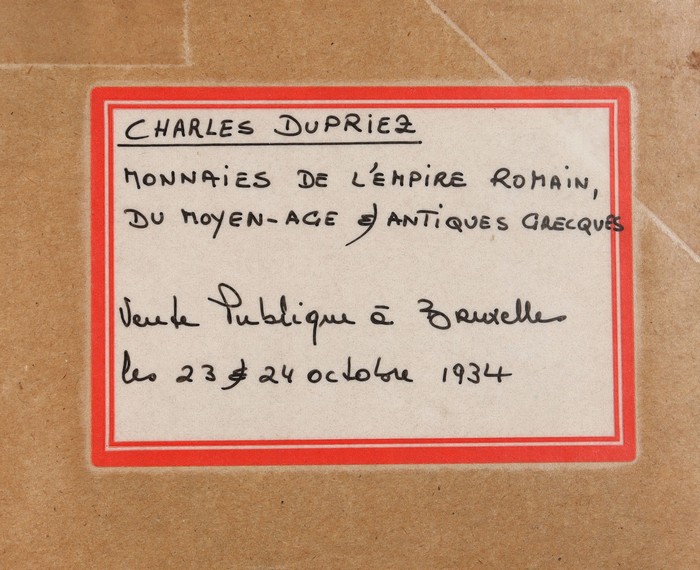 CHARLES DUPRIEZ
MONNAIES DE L'EMPIRE ROMAIN,
DU MOYEN-AGE & ANTIQUES GRECQUES
Vente Publique à Bruxelles
les 23 & 24 octobre 1934